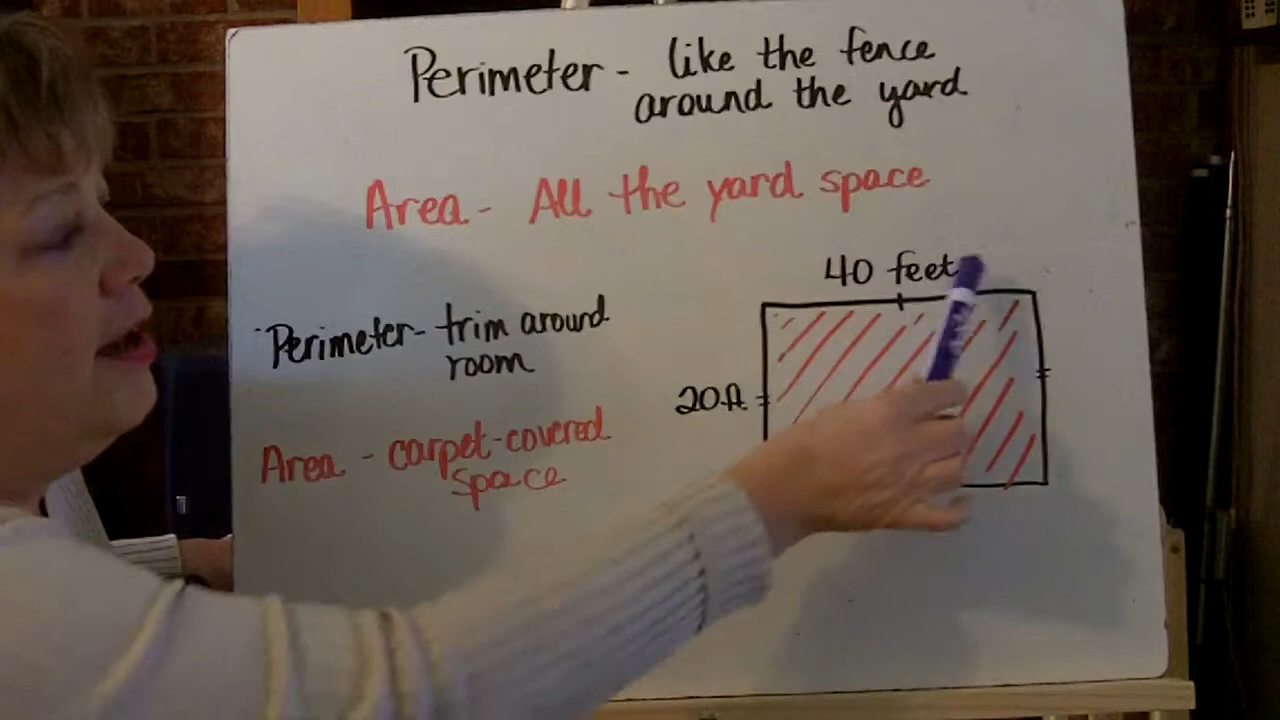 Perimeter - like the fence
around the yard
Area - All the yard space
40 feet
Perimeter - trim around
room
20ft.
Area - carpet-covered
space